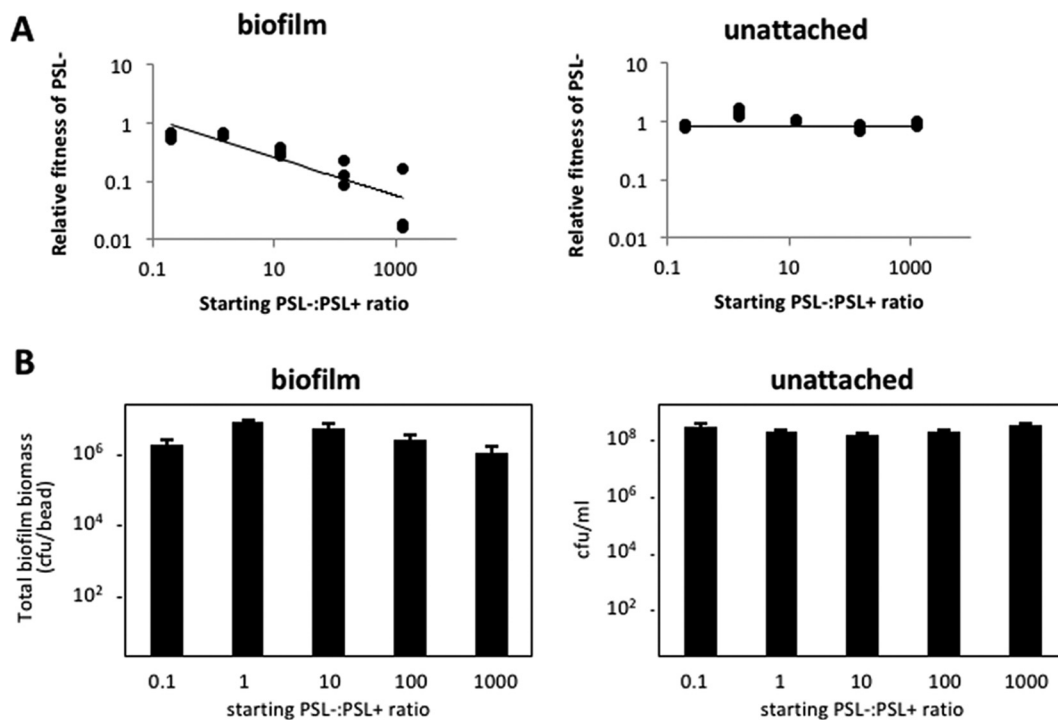 A
biofilm
unattached
Relative fitness of PSL-
10
1
0.1
0.01
0.1
10
1000
Starting PSL-:PSL+ ratio
Relative fitness of PSL-
10
1
0.1
0.01
0.1
10
1000
Starting PSL-:PSL+ ratio
B
biofilm
unattached
Total biofilm biomass
(cfu/bead)
10⁶
10⁴
10²
0.1
1
10
100
1000
starting PSL-:PSL+ ratio
cfu/ml
10⁸
10⁶
10⁴
10²
0.1
1
10
100
1000
starting PSL-:PSL+ ratio